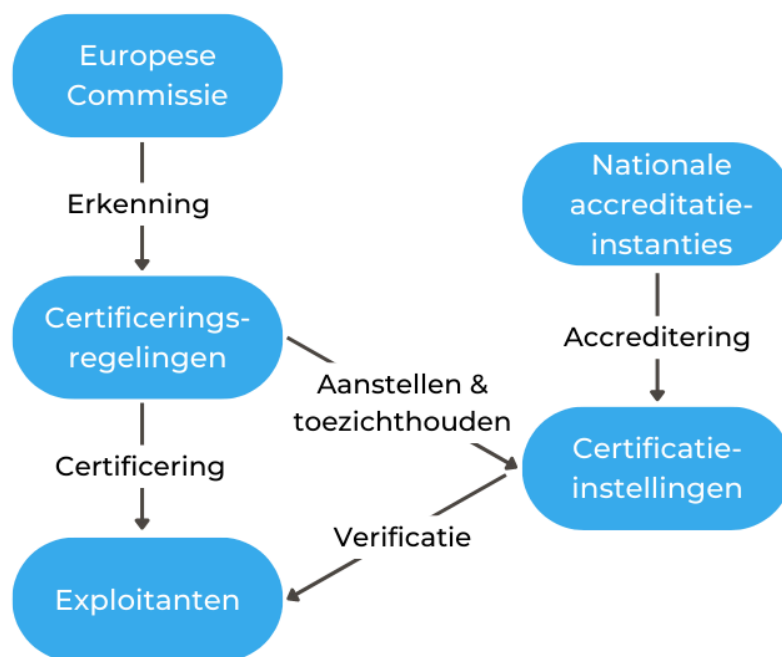 Europese
Commissie
Erkenning
Nationale
accreditatie-
instanties
Certificerings-
regelingen
Accreditering
Aanstellen &
toezichthouden
Certificering
Certificatie-
instellingen
Verificatie
Exploitanten